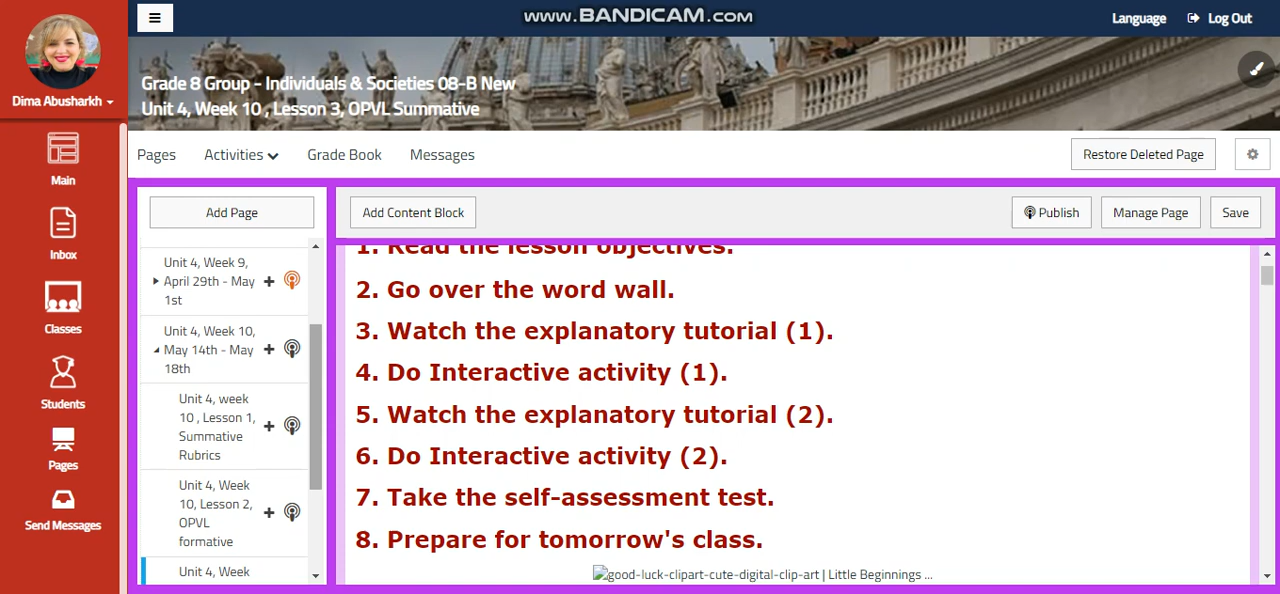 www.BANDICAM.com
Language
Log Out
Dima Abusharkh
Grade 8 Group - Individuals & Societies 08-B New
Unit 4, Week 10 , Lesson 3, OPVL Summative
Main
Inbox
Classes
Students
Pages
Send Messages
Pages
Activities
Grade Book
Messages
Restore Deleted Page
Add Page
Unit 4, Week 9,
April 29th - May
1st
Unit 4, Week 10,
May 14th - May
18th
Unit 4, week
10 , Lesson 1,
Summative
Rubrics
Unit 4, Week
10, Lesson 2,
OPVL
formative
Unit 4, Week
Add Content Block
Publish
Manage Page
Save
1. Read the lesson objectives.
2. Go over the word wall.
3. Watch the explanatory tutorial (1).
4. Do Interactive activity (1).
5. Watch the explanatory tutorial (2).
6. Do Interactive activity (2).
7. Take the self-assessment test.
8. Prepare for tomorrow's class.
good-luck-clipart-cute-digital-clip-art | Little Beginnings ...